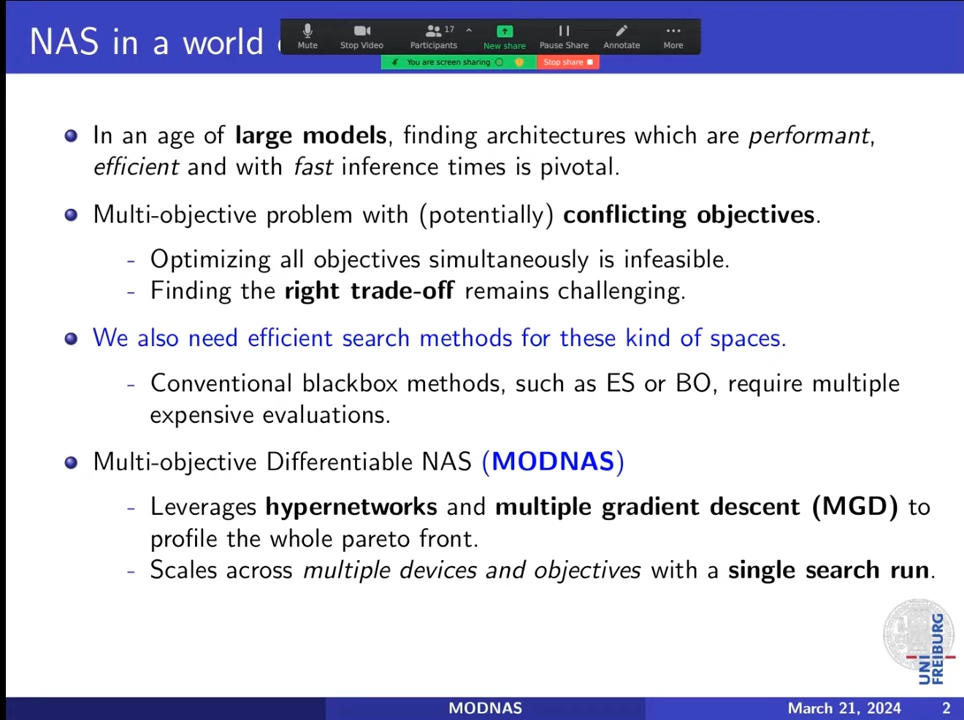 NAS in a world
Mute
Stop Video
Participants
17
New share
Pause Share
Annotate
More
You are screen sharing
Stop share
In an age of large models, finding architectures which are performant,
efficient and with fast inference times is pivotal.
Multi-objective problem with (potentially) conflicting objectives.
- Optimizing all objectives simultaneously is infeasible.
- Finding the right trade-off remains challenging.
We also need efficient search methods for these kind of spaces.
- Conventional blackbox methods, such as ES or BO, require multiple
expensive evaluations.
Multi-objective Differentiable NAS (MODNAS)
- Leverages hypernetworks and multiple gradient descent (MGD) to
profile the whole pareto front.
- Scales across multiple devices and objectives with a single search run.
UNI
FREIBURG
MODNAS
March 21, 2024
2